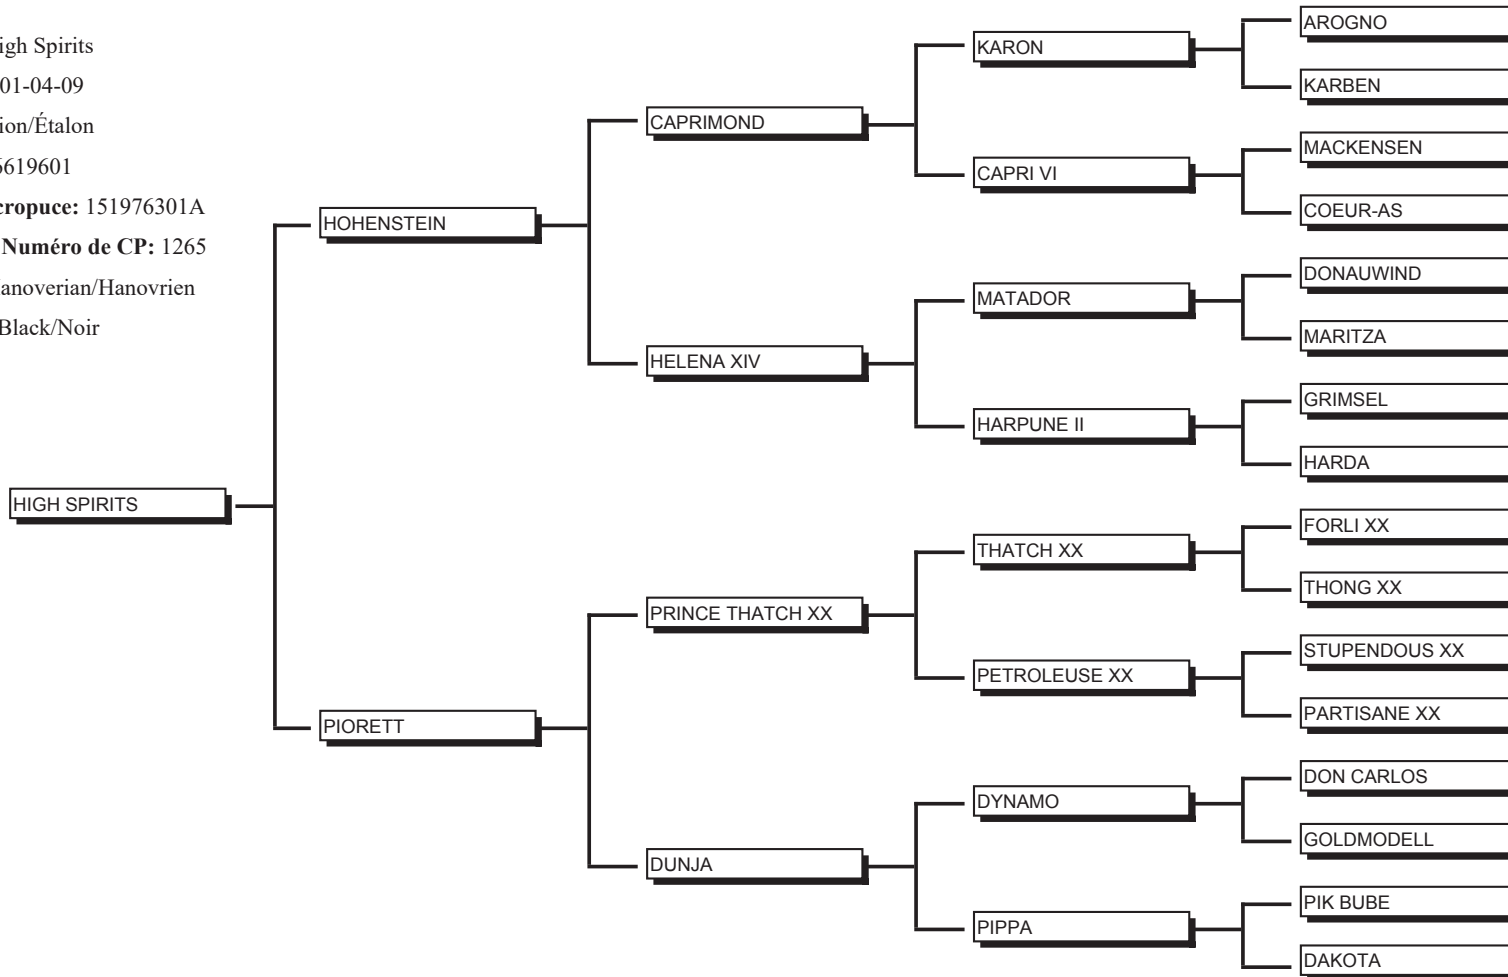 igh Spirits
01-04-09
ion/Étalon
6619601
cropuce: 151976301A
Numéro de CP: 1265
anoverian/Hanovrien
Black/Noir
HIGH SPIRITS
HOHENSTEIN
PIORETT
CAPRIMOND
HELENA XIV
PRINCE THATCH XX
DUNJA
KARON
CAPRI VI
MATADOR
HARPUNE II
THATCH XX
PETROLEUSE XX
DYNAMO
PIPPA
AROGNO
KARBEN
MACKENSEN
COEUR-AS
DONAUWIND
MARITZA
GRIMSEL
HARDA
FORLI XX
THONG XX
STUPENDOUS XX
PARTISANE XX
DON CARLOS
GOLDMODELL
PIK BUBE
DAKOTA